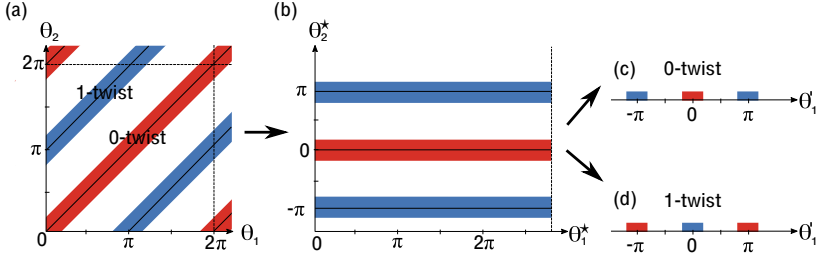 (a)
θ₂
2π
1-twist
0-twist
π
0
π
2π
θ₁
(b)
θ₂★
π
0
-π
0
π
2π
θ₁★
(c)
0-twist
-π
0
π
θ₁'
(d)
1-twist
-π
0
π
θ₁'